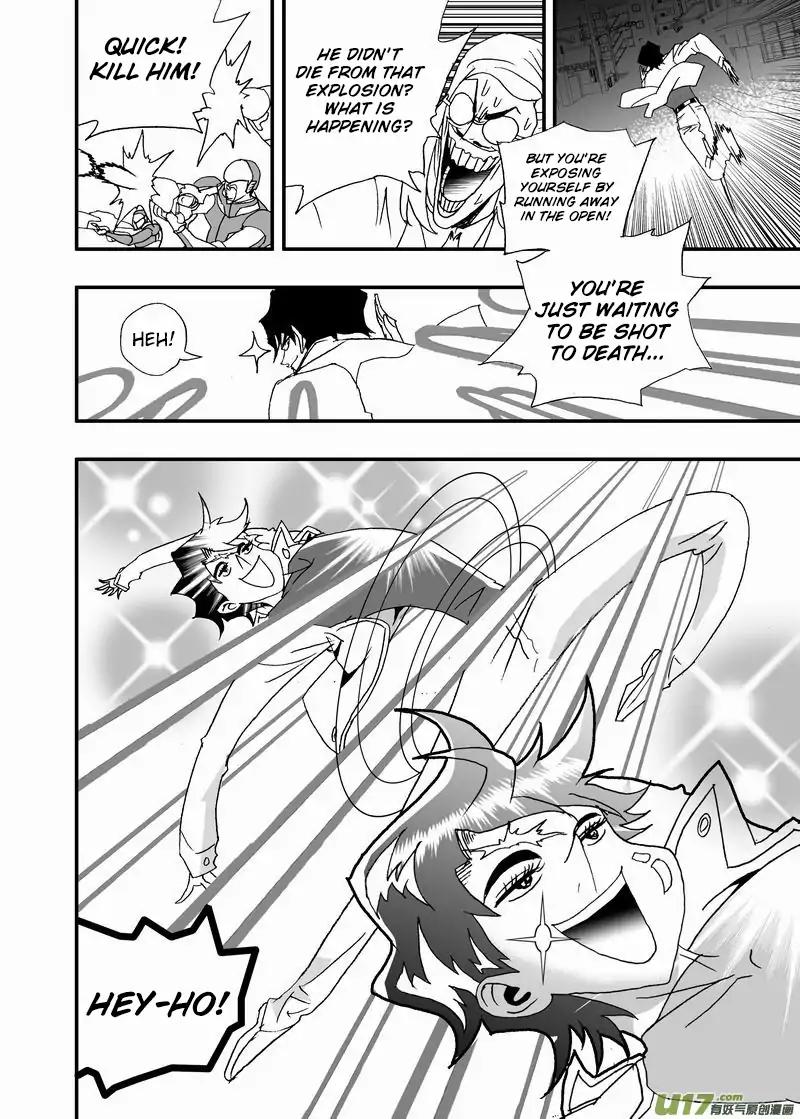 QUICK!
KILL HIM!
HE DIDN'T
DIE FROM THAT
EXPLOSION?
WHAT IS
HAPPENING?
BUT YOU'RE
EXPOSING
YOURSELF BY
RUNNING AWAY
IN THE OPEN!
YOU'RE
JUST WAITING
TO BE SHOT
TO DEATH...
HEH!
HEY-HO!
U17.com
有妖气原创漫画